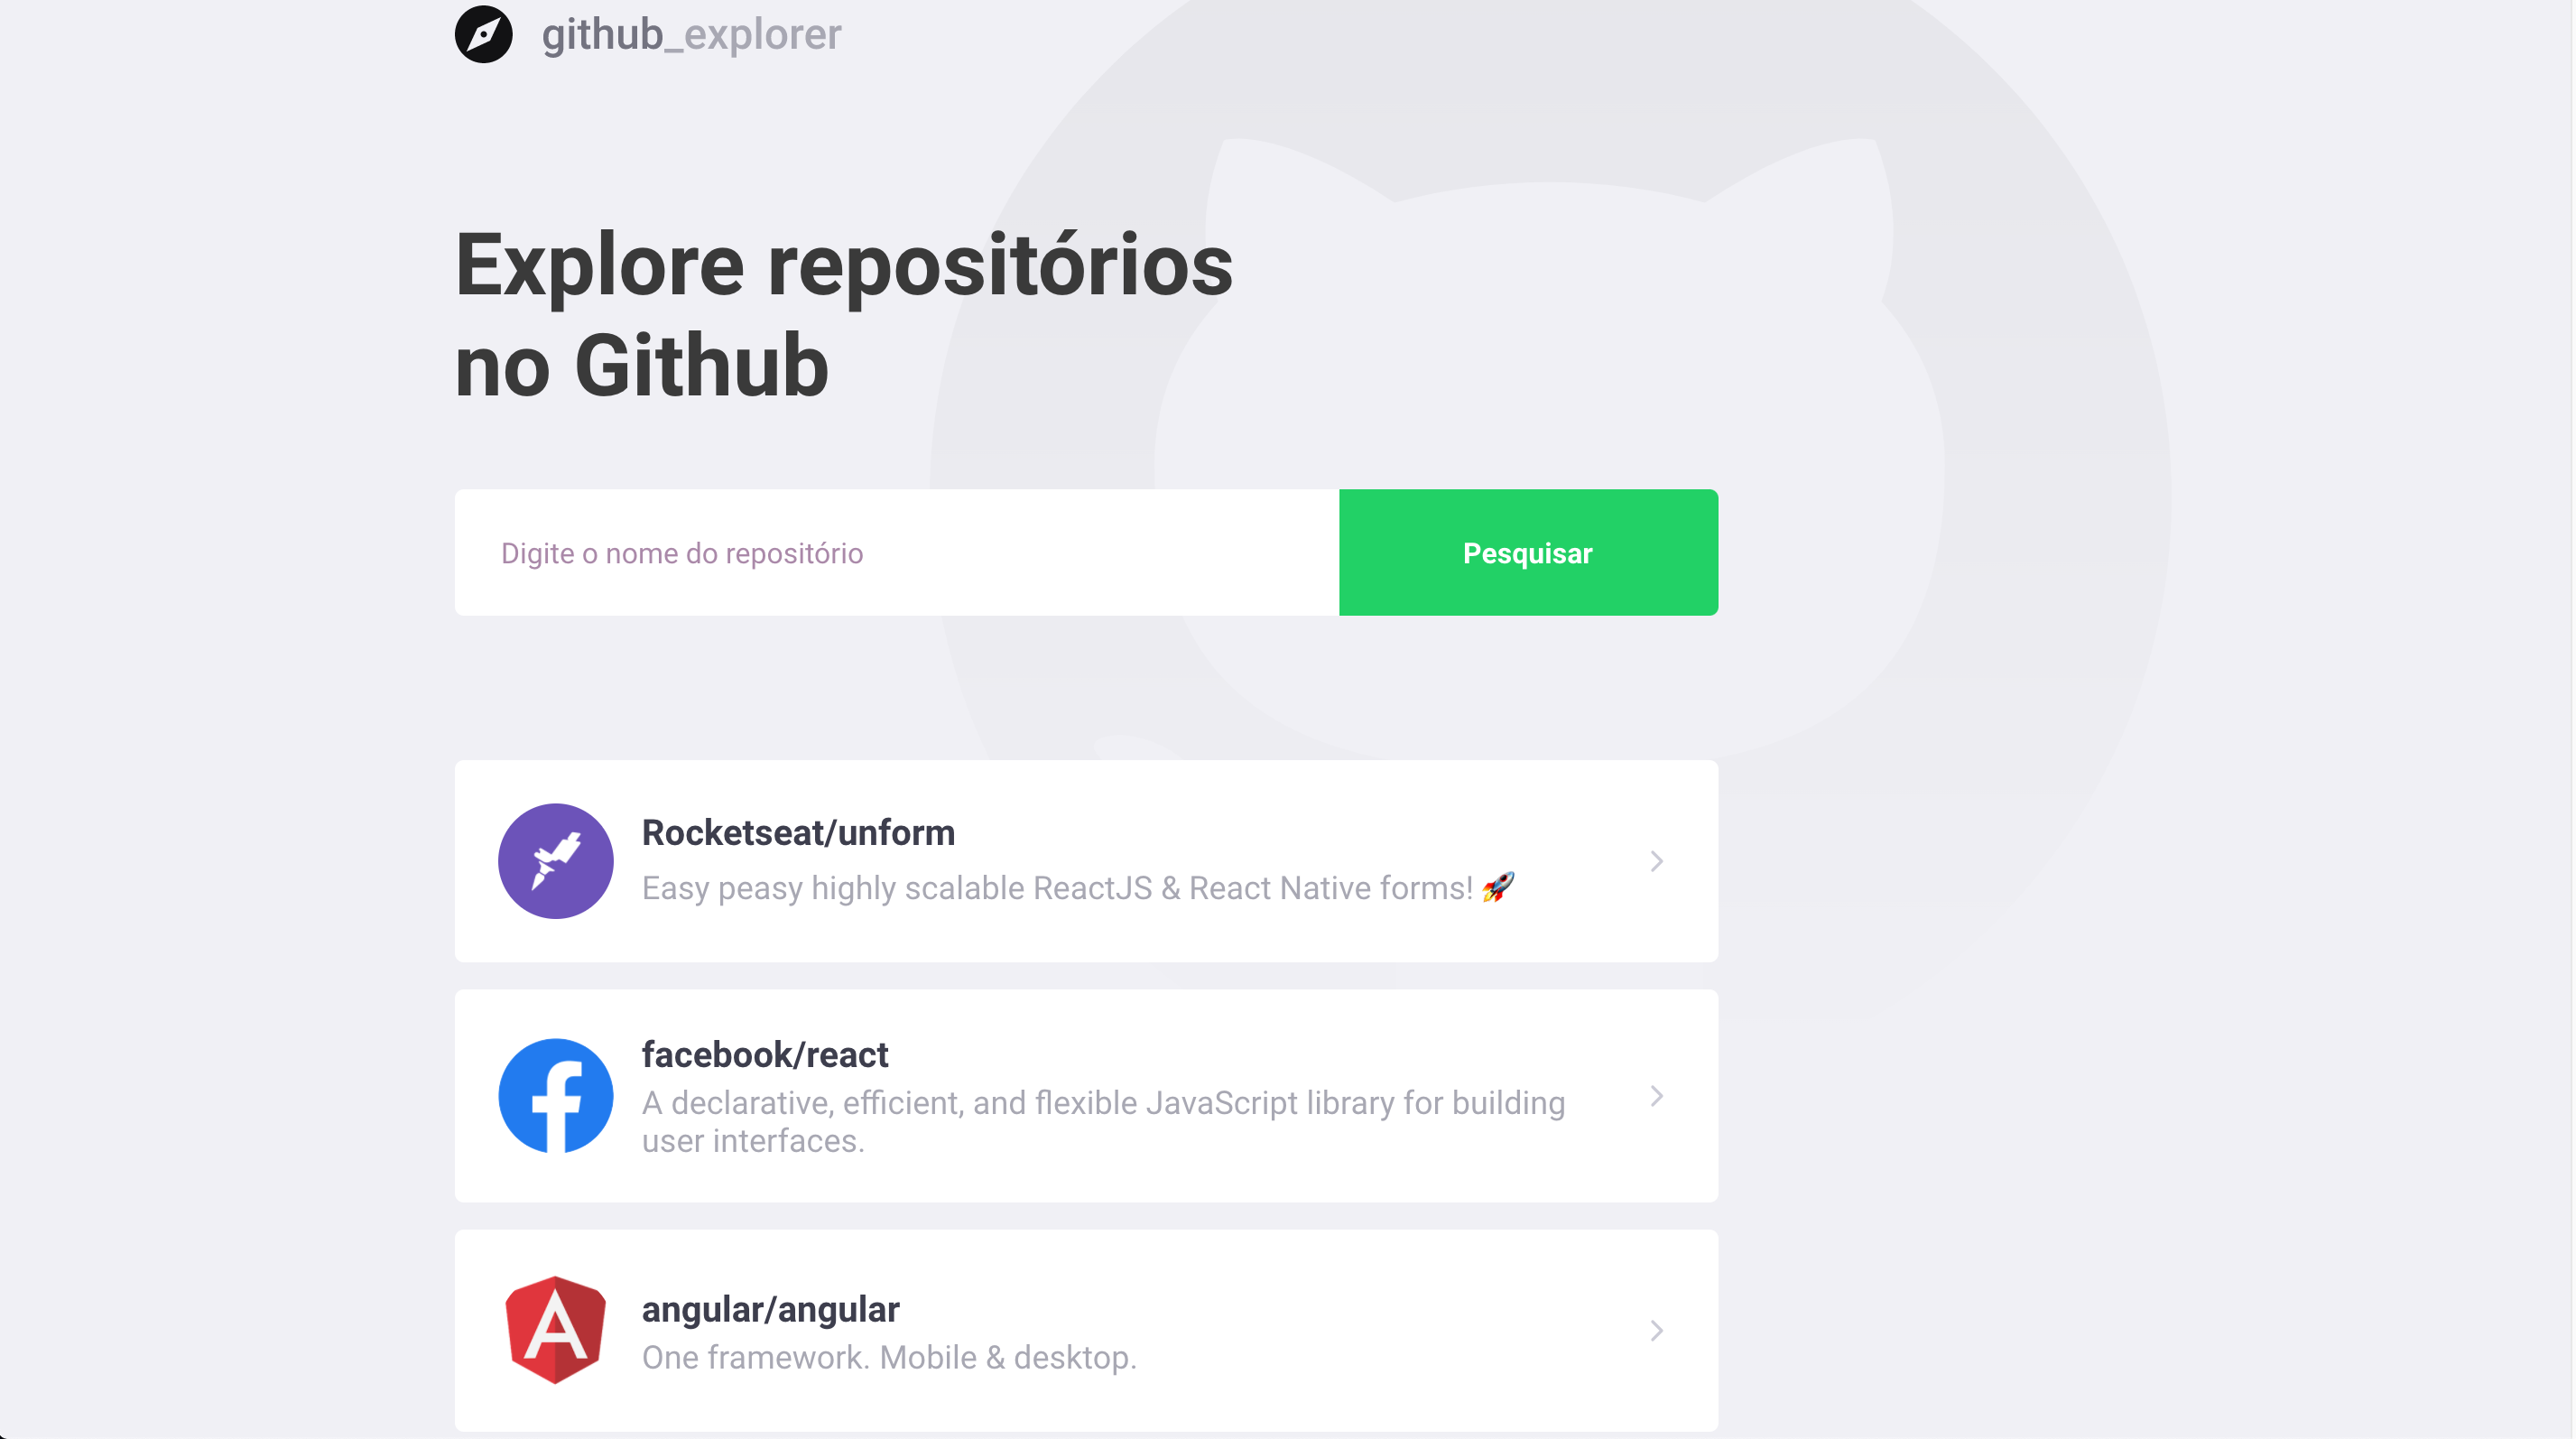 github_explorer
Explore repositórios
no Github
Digite o nome do repositório
Pesquisar
Rocketseat/unform
Easy peasy highly scalable ReactJS & React Native forms! 🚀
facebook/react
A declarative, efficient, and flexible JavaScript library for building
user interfaces.
angular/angular
One framework. Mobile & desktop.